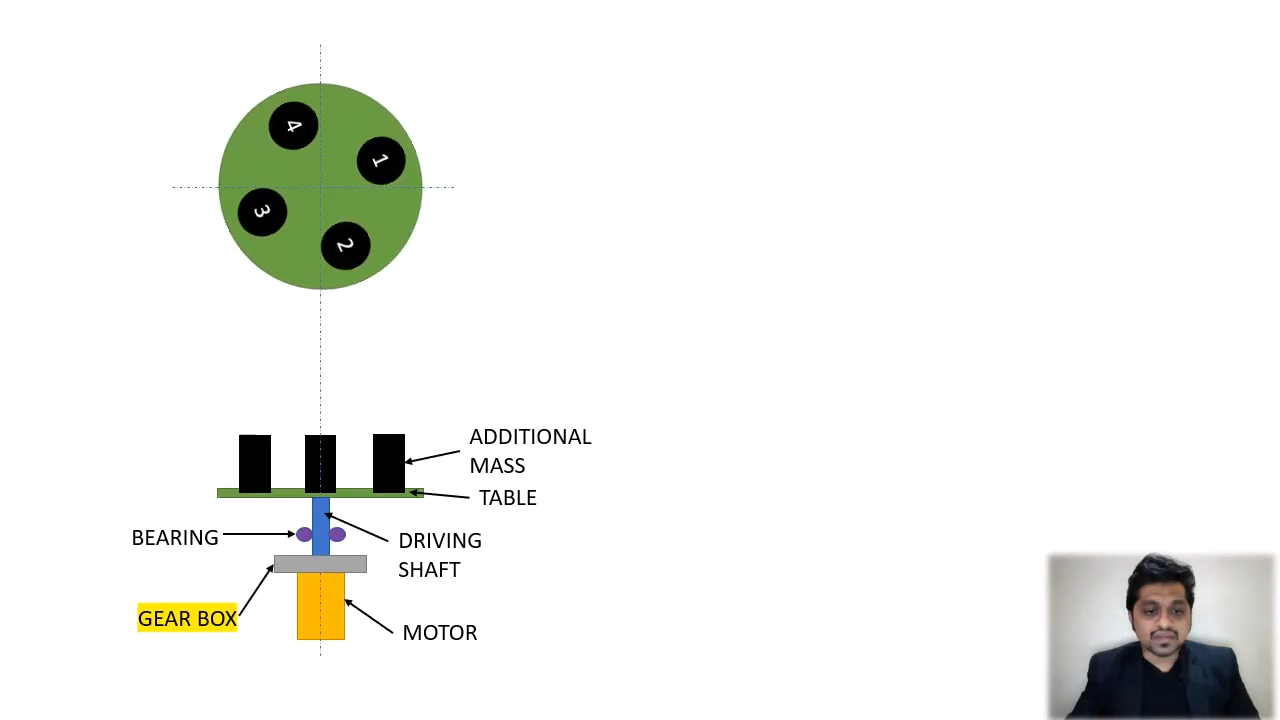 4
1
3
2
ADDITIONAL
MASS
TABLE
BEARING
DRIVING
SHAFT
GEAR BOX
MOTOR